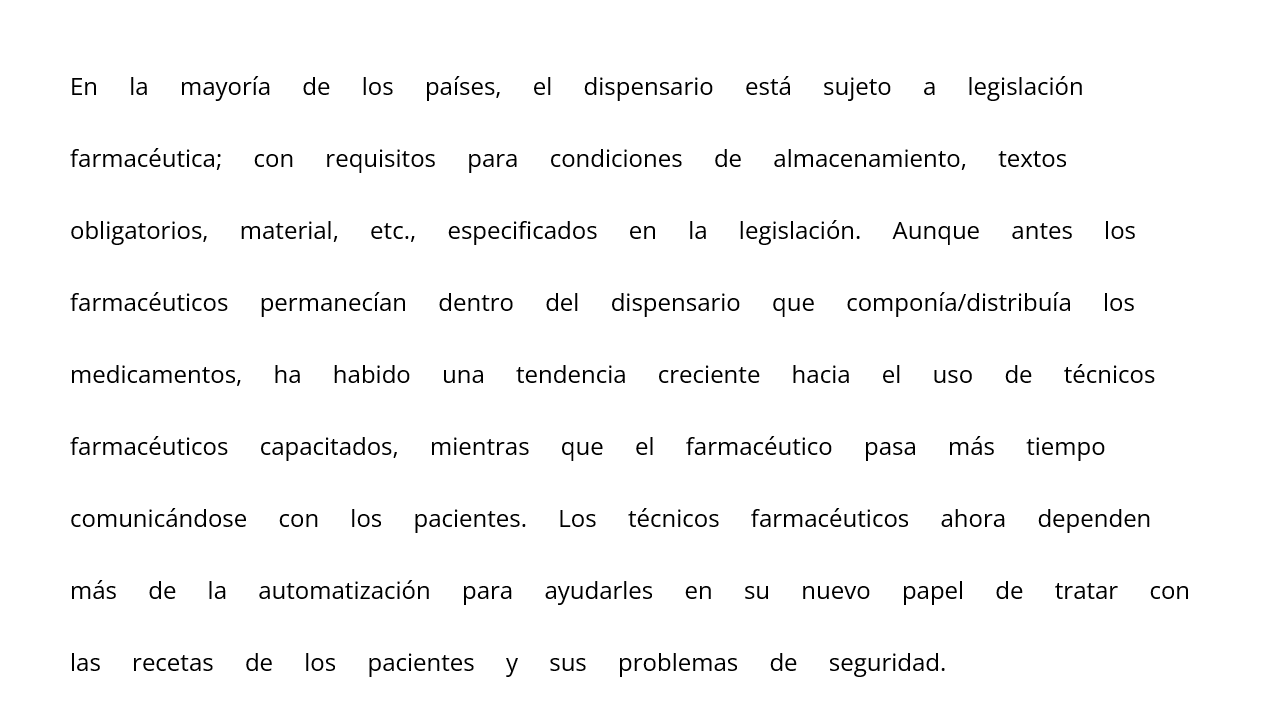 En la mayoría de los países, el dispensario está sujeto a legislación
farmacéutica; con requisitos para condiciones de almacenamiento, textos
obligatorios, material, etc., especificados en la legislación. Aunque antes los
farmacéuticos permanecían dentro del dispensario que componía/distribuía los
medicamentos, ha habido una tendencia creciente hacia el uso de técnicos
farmacéuticos capacitados, mientras que el farmacéutico pasa más tiempo
comunicándose con los pacientes. Los técnicos farmacéuticos ahora dependen
más de la automatización para ayudarles en su nuevo papel de tratar con
las recetas de los pacientes y sus problemas de seguridad.